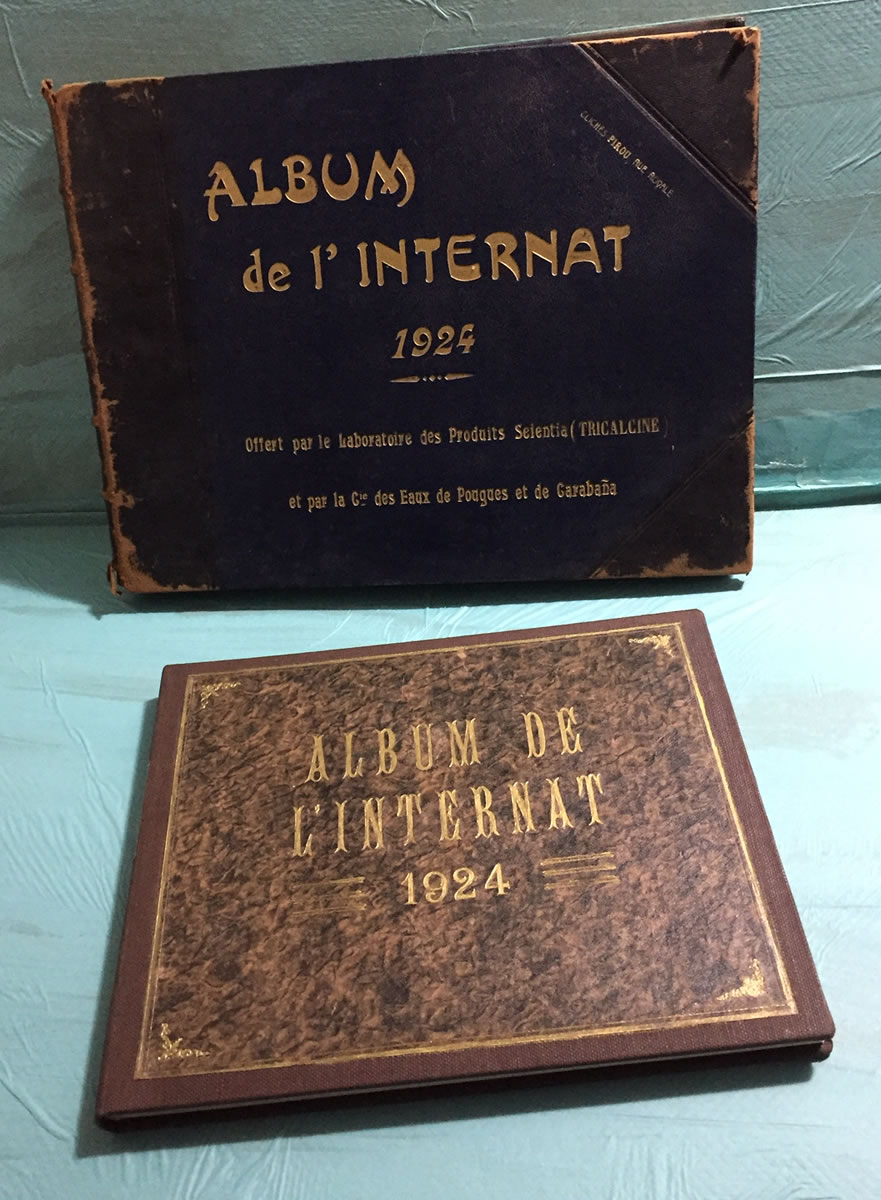 CLICHÉS PIROU, RUE ROYALE
ALBUM
de l' INTERNAT
1924
Offert par le Laboratoire des Produits Scientia (TRICALCINE)
et par la Cie des Eaux de Pougues et de Carabaña
ALBUM DE
L'INTERNAT
1924